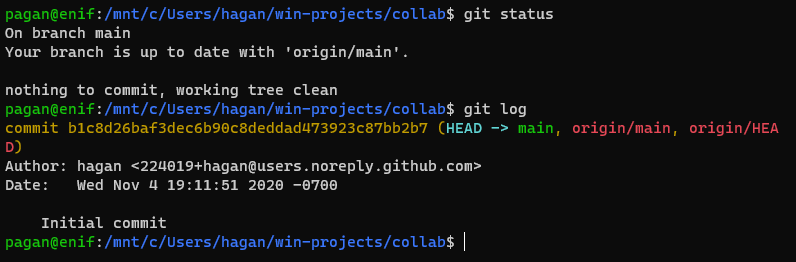 pagan@enif:/mnt/c/Users/hagan/win-projects/collab$ git status
On branch main
Your branch is up to date with 'origin/main'.
nothing to commit, working tree clean
pagan@enif:/mnt/c/Users/hagan/win-projects/collab$ git log
commit b1c8d26baf3dec6b90c8deddad473923c87bb2b7 (HEAD -> main, origin/main, origin/HEA
D)
Author: hagan <224019+hagan@users.noreply.github.com>
Date:   Wed Nov 4 19:11:51 2020 -0700
    Initial commit
pagan@enif:/mnt/c/Users/hagan/win-projects/collab$